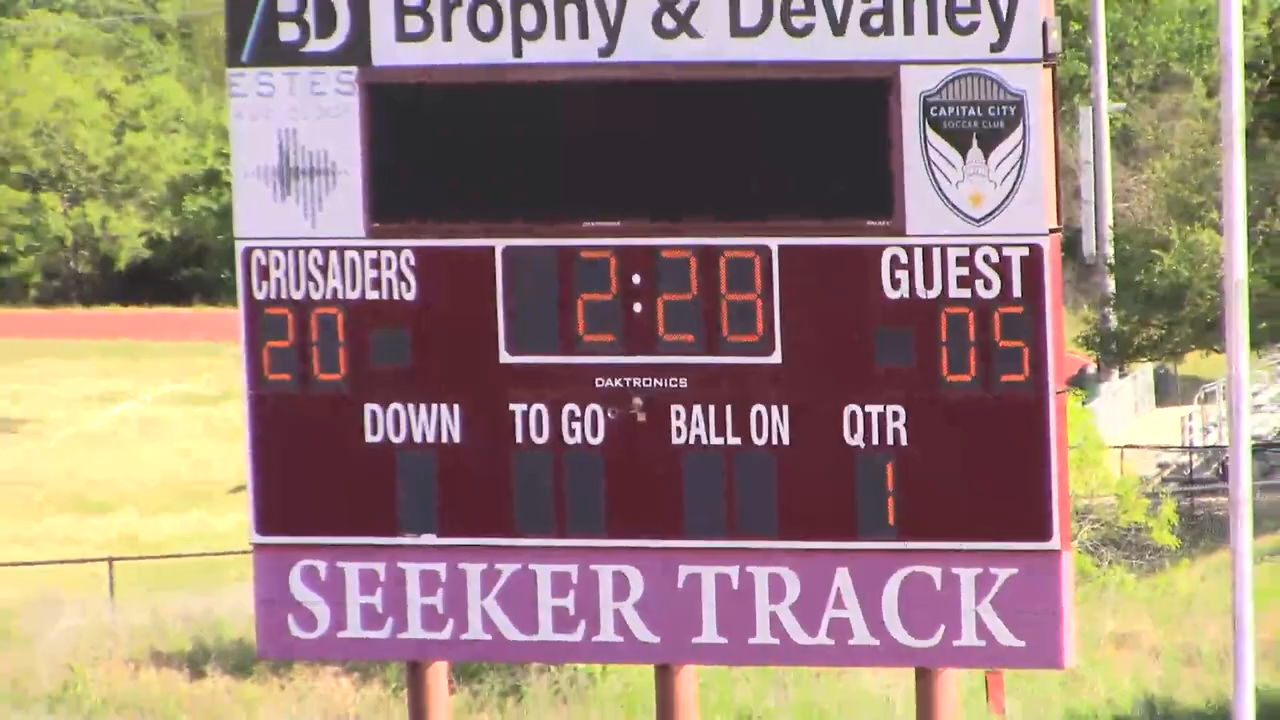 BD Brophy & Devaney
ESTES
CAPITAL CITY
SOCCER CLUB
CRUSADERS 2:28 GUEST
20 05
DAKTRONICS
DOWN TO GO BALL ON QTR
1
SEEKER TRACK